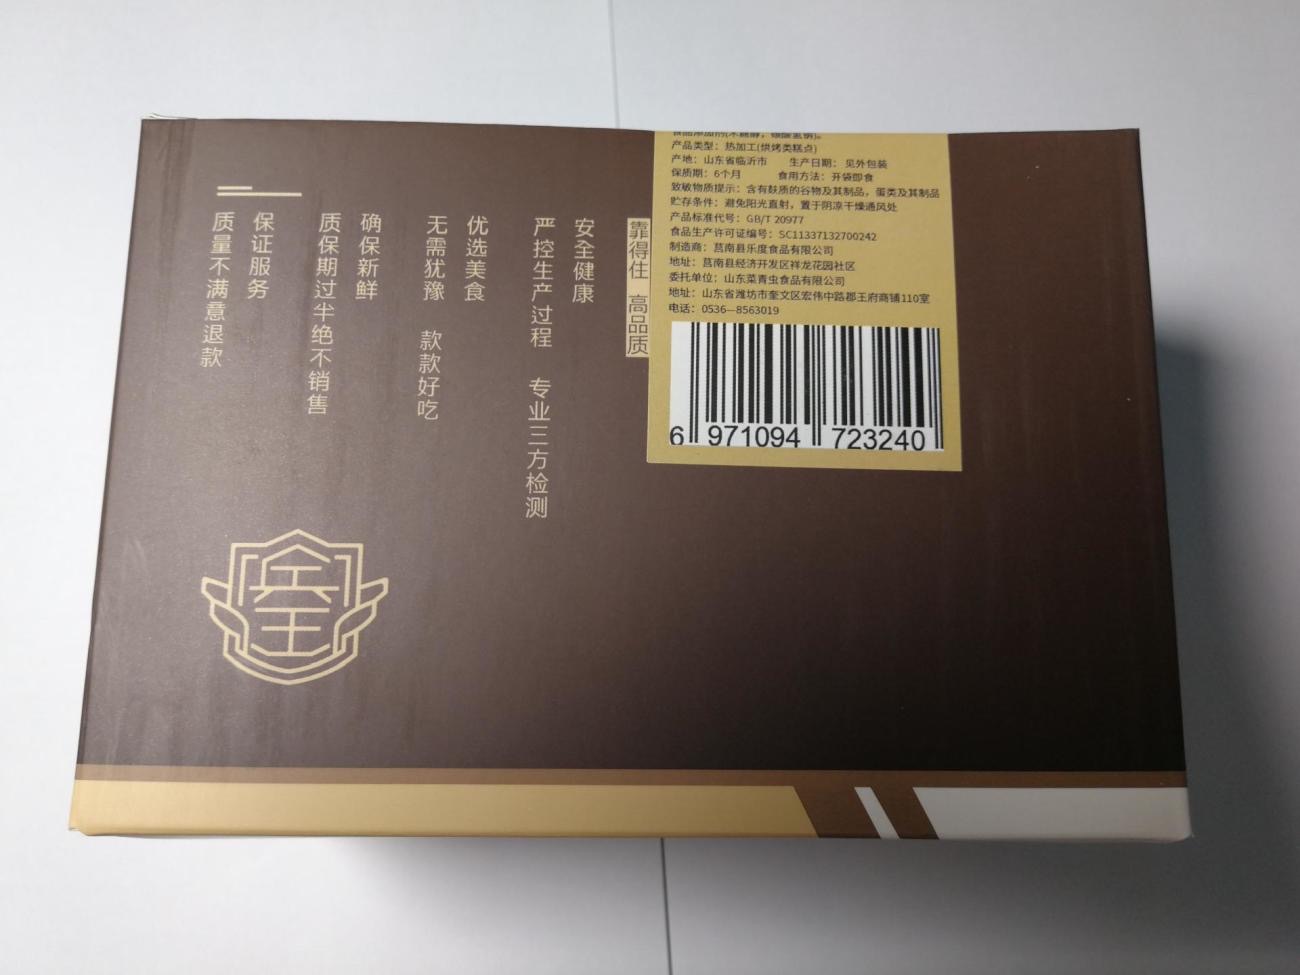 靠得住 高品质
安全健康
严控生产过程 专业三方检测
优选美食
无需犹豫 款款好吃
确保新鲜
质保期过半绝不销售
保证服务
质量不满意退款
兵王
产品类型：热加工(烘烤类糕点)
产地：山东省临沂市 生产日期：见外包装
保质期：6个月 食用方法：开袋即食
致敏物质提示：含有麸质的谷物及其制品，蛋类及其制品
贮存条件：避免阳光直射，置于阴凉干燥通风处
产品标准代号：GB/T 20977
食品生产许可证编号：SC11337132700242
制造商：莒南县乐度食品有限公司
地址：莒南县经济开发区祥龙花园社区
委托单位：山东菜青虫食品有限公司
地址：山东省潍坊市奎文区宏伟中路郡王府商铺110室
电话：0536—8563019
6 971094 723240